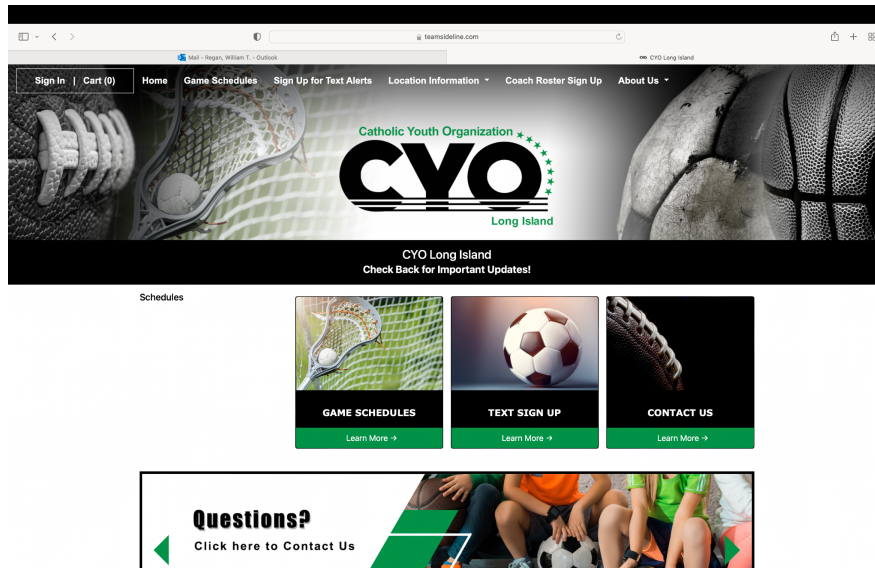 teamsideline.com
Mail - Regan, William T. - Outlook
CYO Long Island
Sign In | Cart (0) Home Game Schedules Sign Up for Text Alerts Location Information Coach Roster Sign Up About Us
Catholic Youth Organization
CYO
Long Island
CYO Long Island
Check Back for Important Updates!
Schedules
GAME SCHEDULES TEXT SIGN UP CONTACT US
Learn More → Learn More → Learn More →
Questions?
Click here to Contact Us